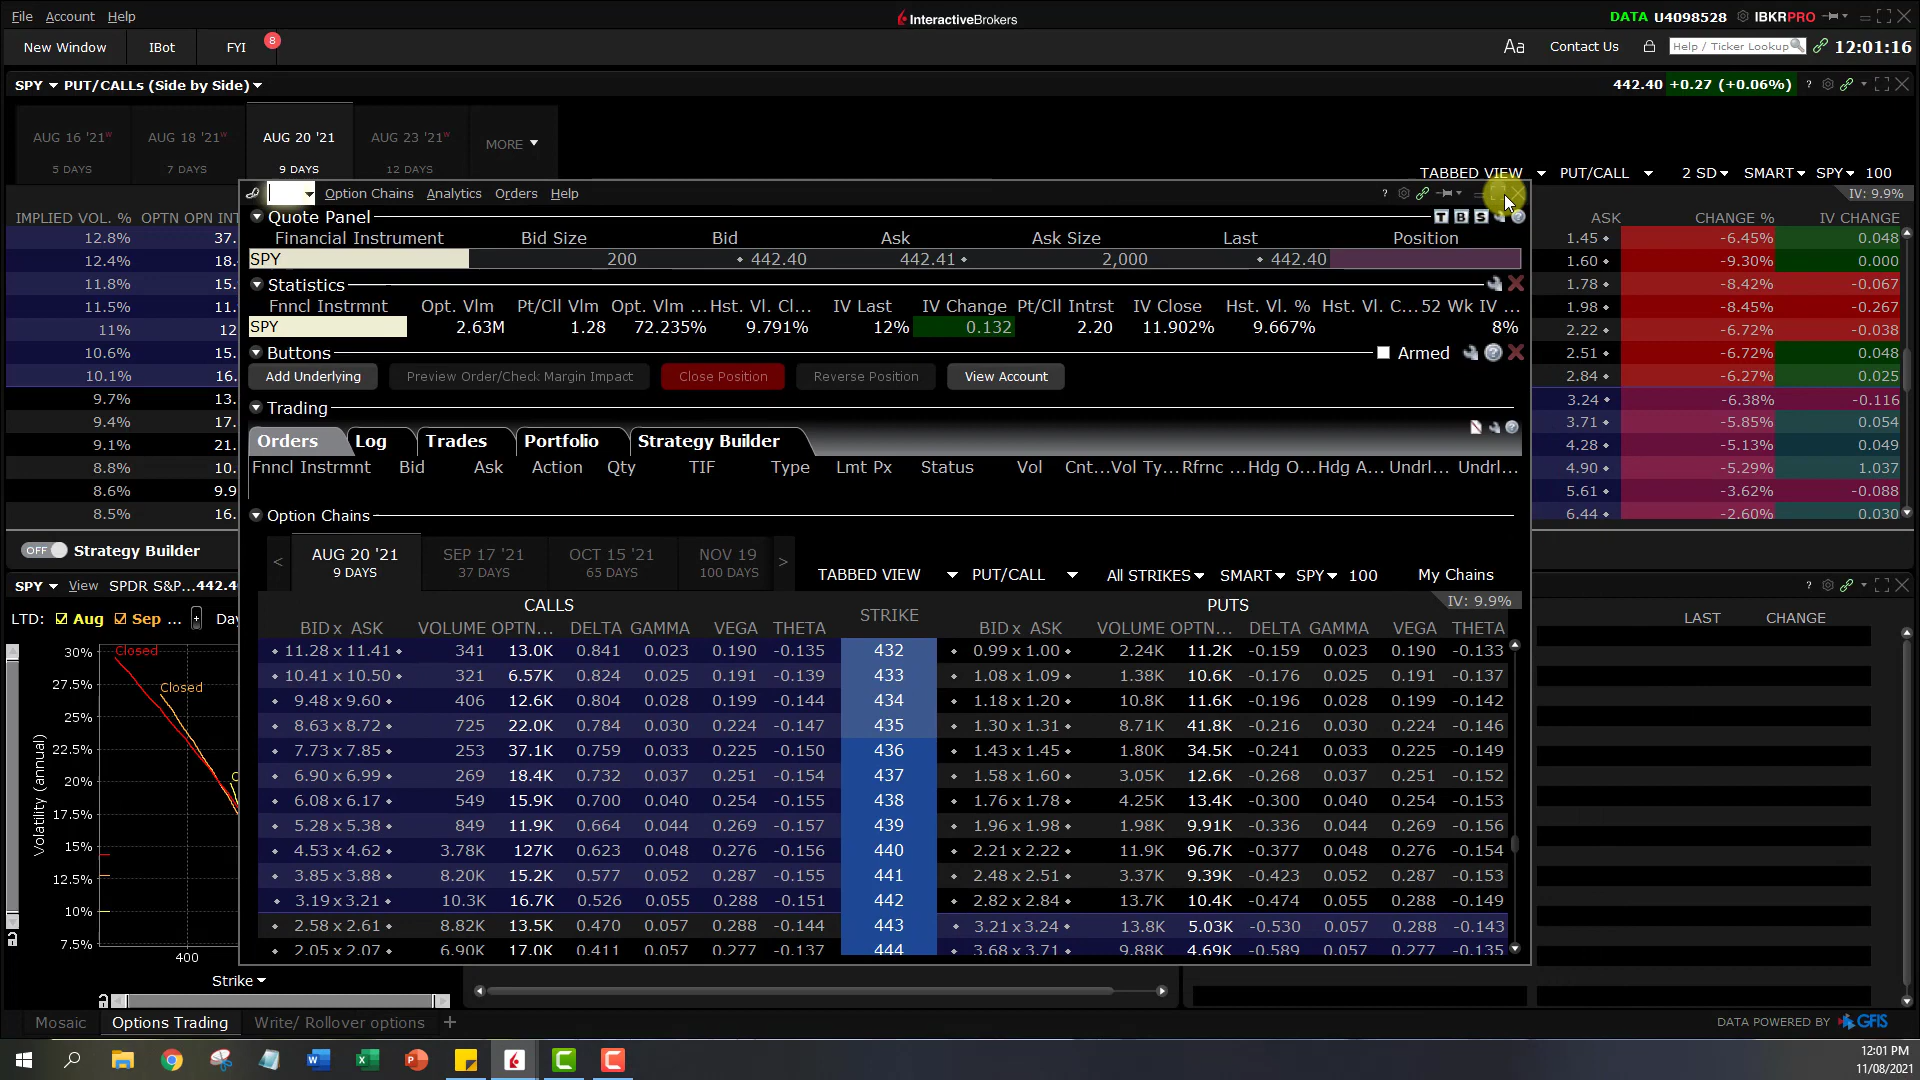 File Account Help
InteractiveBrokers
DATA U4098528 IBKRPRO
New Window IBot FYI 8
Aa Contact Us Help / Ticker Lookup 12:01:16
SPY PUT/CALLs (Side by Side)
442.40 +0.27 (+0.06%) ?
AUG 16 '21W AUG 18 '21W AUG 20 '21 AUG 23 '21W MORE
5 DAYS 7 DAYS 9 DAYS 12 DAYS
TABBED VIEW PUT/CALL 2 SD SMART SPY 100
IV: 9.9%
IMPLIED VOL. % OPTN OPN INT
12.8% 37.
12.4% 18.
11.8% 15.
11.5% 11.
11% 12
10.6% 15.
10.1% 16.
9.7% 13.
9.4% 17.
9.1% 21.
8.8% 10.
8.6% 9.9
8.5% 16.
ASK CHANGE % IV CHANGE
1.45 -6.45% 0.048
1.60 -9.30% 0.000
1.78 -8.42% -0.067
1.98 -8.45% -0.267
2.22 -6.72% -0.038
2.51 -6.72% 0.048
2.84 -6.27% 0.025
3.24 -6.38% -0.116
3.71 -5.85% 0.054
4.28 -5.13% 0.049
4.90 -5.29% 1.037
5.61 -3.62% -0.088
6.44 -2.60% 0.030
Option Chains Analytics Orders Help ?
Quote Panel T B S
Financial Instrument Bid Size Bid Ask Ask Size Last Position
SPY 200 442.40 442.41 2,000 442.40
Statistics
Fnncl Instrmnt Opt. Vlm Pt/Cll Vlm Opt. Vlm ... Hst. Vl. Cl... IV Last IV Change Pt/Cll Intrst IV Close Hst. Vl. % Hst. Vl. C... 52 Wk IV ...
SPY 2.63M 1.28 72.235% 9.791% 12% 0.132 2.20 11.902% 9.667% 8%
Buttons Armed
Add Underlying Preview Order/Check Margin Impact Close Position Reverse Position View Account
Trading
Orders Log Trades Portfolio Strategy Builder
Fnncl Instrmnt Bid Ask Action Qty TIF Type Lmt Px Status Vol Cnt... Vol Ty... Rfrnc ... Hdg O... Hdg A... Undrl... Undrl...
Option Chains
< AUG 20 '21 SEP 17 '21 OCT 15 '21 NOV 19 >
9 DAYS 37 DAYS 65 DAYS 100 DAYS
TABBED VIEW PUT/CALL All STRIKES SMART SPY 100 My Chains
IV: 9.9%
CALLS STRIKE PUTS
BID x ASK VOLUME OPTN... DELTA GAMMA VEGA THETA BID x ASK VOLUME OPTN... DELTA GAMMA VEGA THETA
11.28 x 11.41 341 13.0K 0.841 0.023 0.190 -0.135 432 0.99 x 1.00 2.24K 11.2K -0.159 0.023 0.190 -0.133
10.41 x 10.50 321 6.57K 0.824 0.025 0.191 -0.139 433 1.08 x 1.09 1.38K 10.6K -0.176 0.025 0.191 -0.137
9.48 x 9.60 406 12.6K 0.804 0.028 0.199 -0.144 434 1.18 x 1.20 10.8K 11.6K -0.196 0.028 0.199 -0.142
8.63 x 8.72 725 22.0K 0.784 0.030 0.224 -0.147 435 1.30 x 1.31 8.71K 41.8K -0.216 0.030 0.224 -0.146
7.73 x 7.85 253 37.1K 0.759 0.033 0.225 -0.150 436 1.43 x 1.45 1.80K 34.5K -0.241 0.033 0.225 -0.149
6.90 x 6.99 269 18.4K 0.732 0.037 0.251 -0.154 437 1.58 x 1.60 3.05K 12.6K -0.268 0.037 0.251 -0.154
6.08 x 6.17 549 15.9K 0.700 0.040 0.254 -0.155 438 1.76 x 1.78 4.25K 13.4K -0.300 0.040 0.254 -0.153
5.28 x 5.38 849 11.9K 0.664 0.044 0.269 -0.157 439 1.96 x 1.98 1.98K 9.91K -0.336 0.044 0.269 -0.156
4.53 x 4.62 3.78K 127K 0.623 0.048 0.276 -0.156 440 2.21 x 2.22 11.9K 96.7K -0.377 0.048 0.276 -0.154
3.85 x 3.88 8.20K 15.2K 0.577 0.052 0.287 -0.155 441 2.48 x 2.51 3.37K 9.39K -0.423 0.052 0.287 -0.153
3.19 x 3.21 10.3K 16.7K 0.526 0.055 0.288 -0.151 442 2.82 x 2.84 13.7K 10.4K -0.474 0.055 0.288 -0.149
2.58 x 2.61 8.82K 13.5K 0.470 0.057 0.288 -0.144 443 3.21 x 3.24 13.8K 5.03K -0.530 0.057 0.288 -0.143
2.05 x 2.07 6.90K 17.0K 0.411 0.057 0.277 -0.137 444 3.68 x 3.71 9.88K 4.69K -0.589 0.057 0.277 -0.135
OFF Strategy Builder
SPY View SPDR S&P... 442.4
LTD: Aug Sep ... + Day
Volatility (annual)
30%
27.5%
25%
22.5%
20%
17.5%
15%
12.5%
10%
7.5%
Closed
Closed
C
400
Strike
? LAST CHANGE
Mosaic Options Trading Write/ Rollover options +
DATA POWERED BY GFIS
12:01 PM
11/08/2021